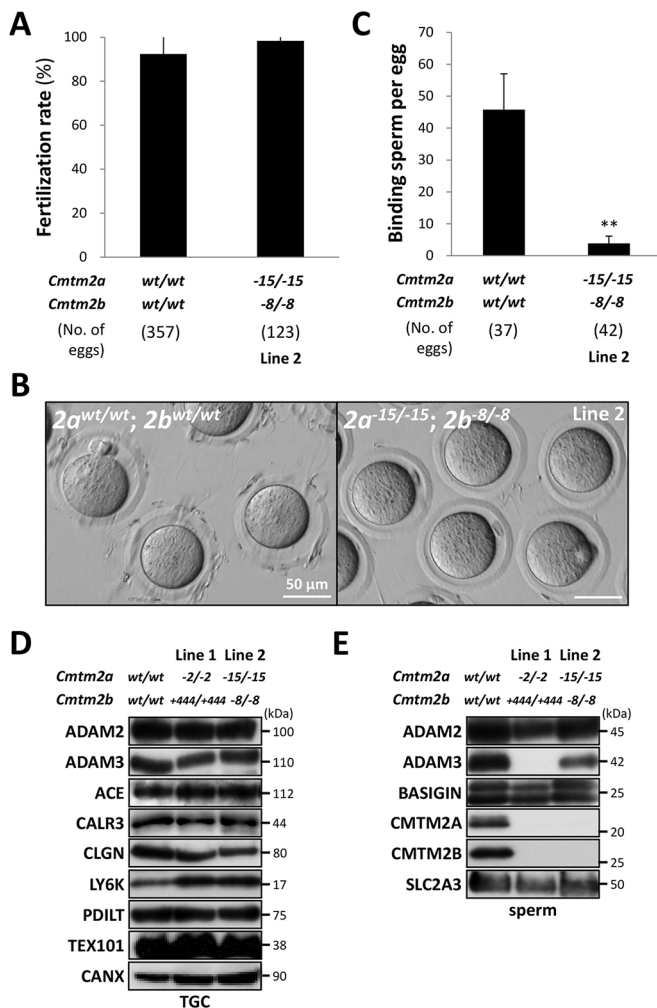 A
Fertilization rate (%)
100
80
60
40
20
0
Cmtm2a wt/wt -15/-15
Cmtm2b wt/wt -8/-8
(No. of eggs) (357) (123)
Line 2
C
Binding sperm per egg
70
60
50
40
30
20
10
0
**
Cmtm2a wt/wt -15/-15
Cmtm2b wt/wt -8/-8
(No. of eggs) (37) (42)
Line 2
B
2a wt/wt; 2b wt/wt
50 μm
2a -15/-15; 2b -8/-8
Line 2
D
Line 1 Line 2
Cmtm2a wt/wt -2/-2 -15/-15
Cmtm2b wt/wt +444/+444 -8/-8
(kDa)
ADAM2 100
ADAM3 110
ACE 112
CALR3 44
CLGN 80
LY6K 17
PDILT 75
TEX101 38
CANX 90
TGC
E
Line 1 Line 2
Cmtm2a wt/wt -2/-2 -15/-15
Cmtm2b wt/wt +444/+444 -8/-8
(kDa)
ADAM2 45
ADAM3 42
BASIGIN 25
CMTM2A 20
CMTM2B 25
SLC2A3 50
sperm